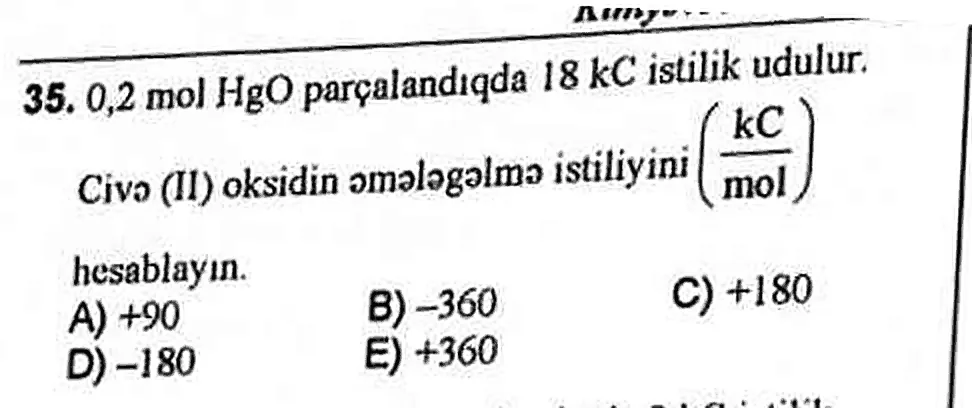 35. 0,2 mol HgO parçalandıqda 18 kC istilik udulur.
Civə (II) oksidin əmələgəlmə istiliyini (kC/mol)
hesablayın.
A) +90 B) –360 C) +180
D) –180 E) +360